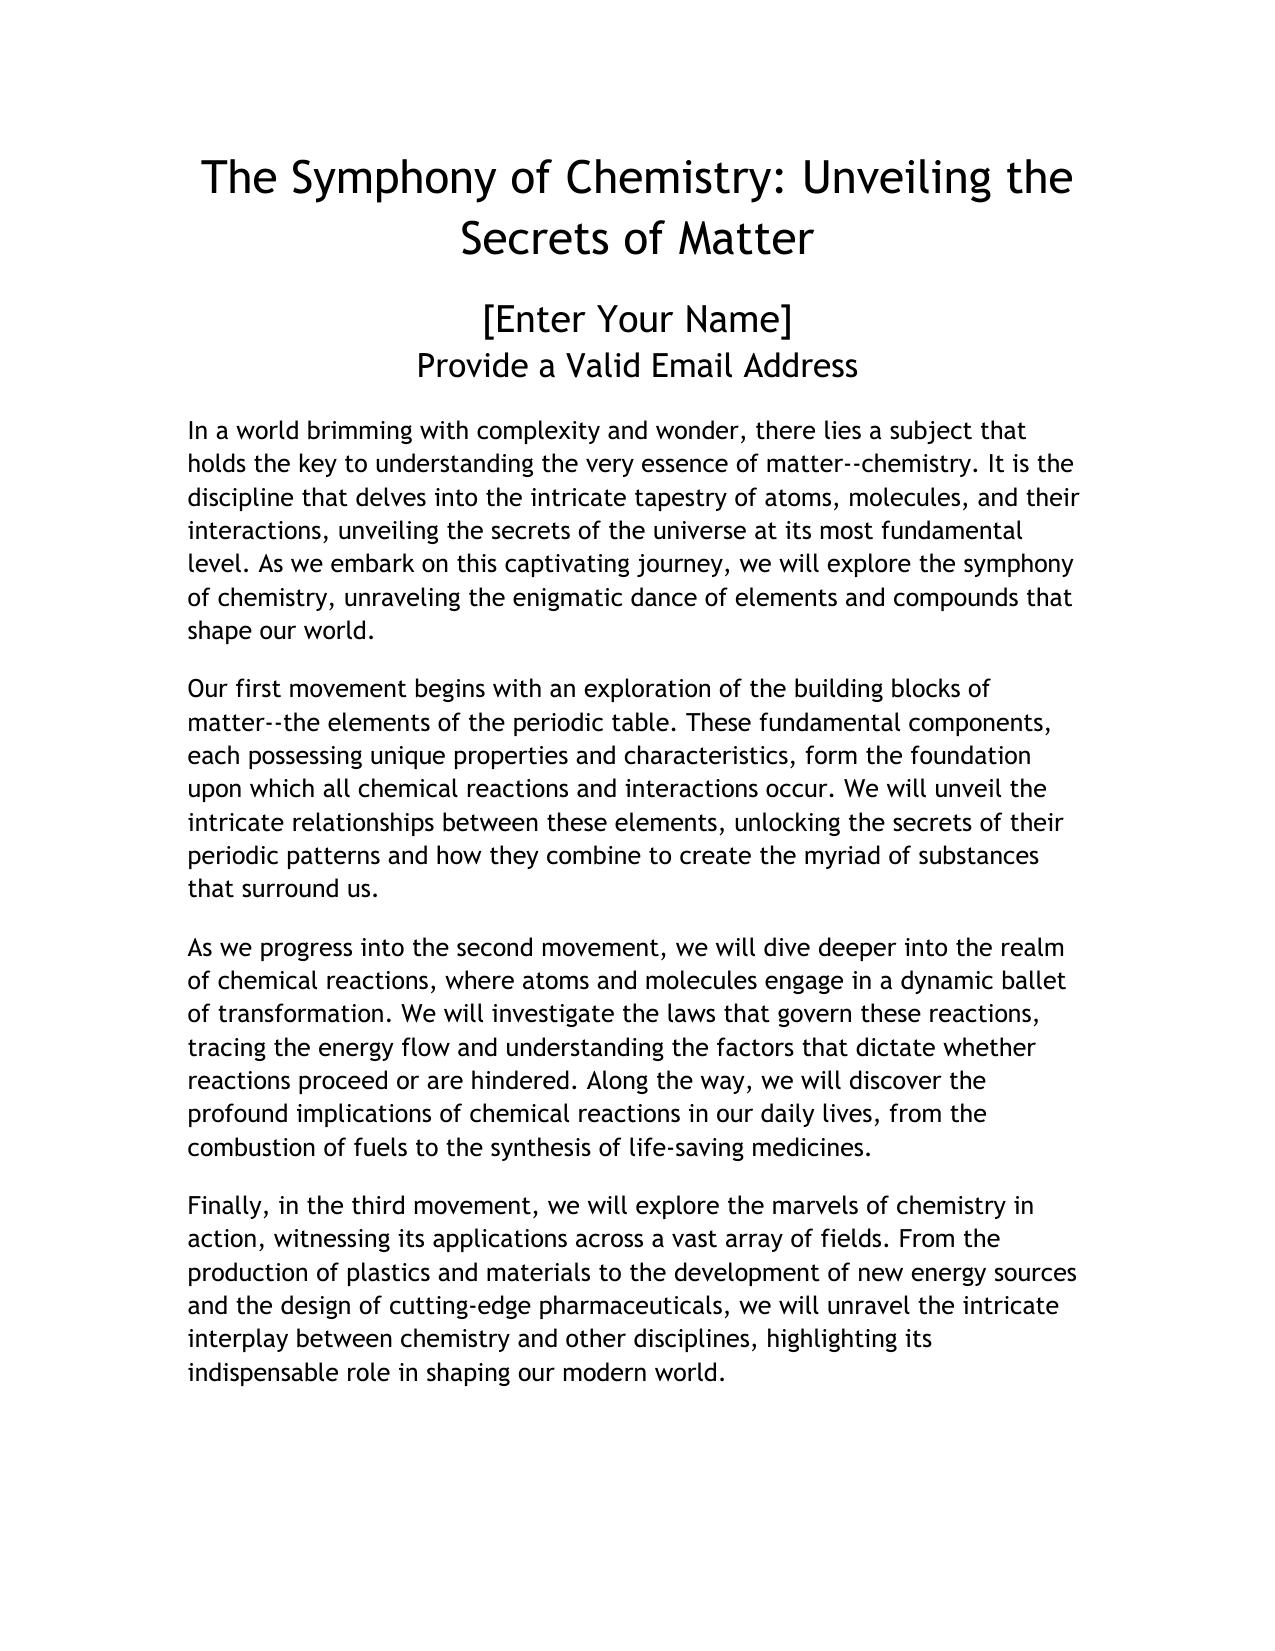 The Symphony of Chemistry: Unveiling the
Secrets of Matter
[Enter Your Name]
Provide a Valid Email Address
In a world brimming with complexity and wonder, there lies a subject that
holds the key to understanding the very essence of matter--chemistry. It is the
discipline that delves into the intricate tapestry of atoms, molecules, and their
interactions, unveiling the secrets of the universe at its most fundamental
level. As we embark on this captivating journey, we will explore the symphony
of chemistry, unraveling the enigmatic dance of elements and compounds that
shape our world.
Our first movement begins with an exploration of the building blocks of
matter--the elements of the periodic table. These fundamental components,
each possessing unique properties and characteristics, form the foundation
upon which all chemical reactions and interactions occur. We will unveil the
intricate relationships between these elements, unlocking the secrets of their
periodic patterns and how they combine to create the myriad of substances
that surround us.
As we progress into the second movement, we will dive deeper into the realm
of chemical reactions, where atoms and molecules engage in a dynamic ballet
of transformation. We will investigate the laws that govern these reactions,
tracing the energy flow and understanding the factors that dictate whether
reactions proceed or are hindered. Along the way, we will discover the
profound implications of chemical reactions in our daily lives, from the
combustion of fuels to the synthesis of life-saving medicines.
Finally, in the third movement, we will explore the marvels of chemistry in
action, witnessing its applications across a vast array of fields. From the
production of plastics and materials to the development of new energy sources
and the design of cutting-edge pharmaceuticals, we will unravel the intricate
interplay between chemistry and other disciplines, highlighting its
indispensable role in shaping our modern world.